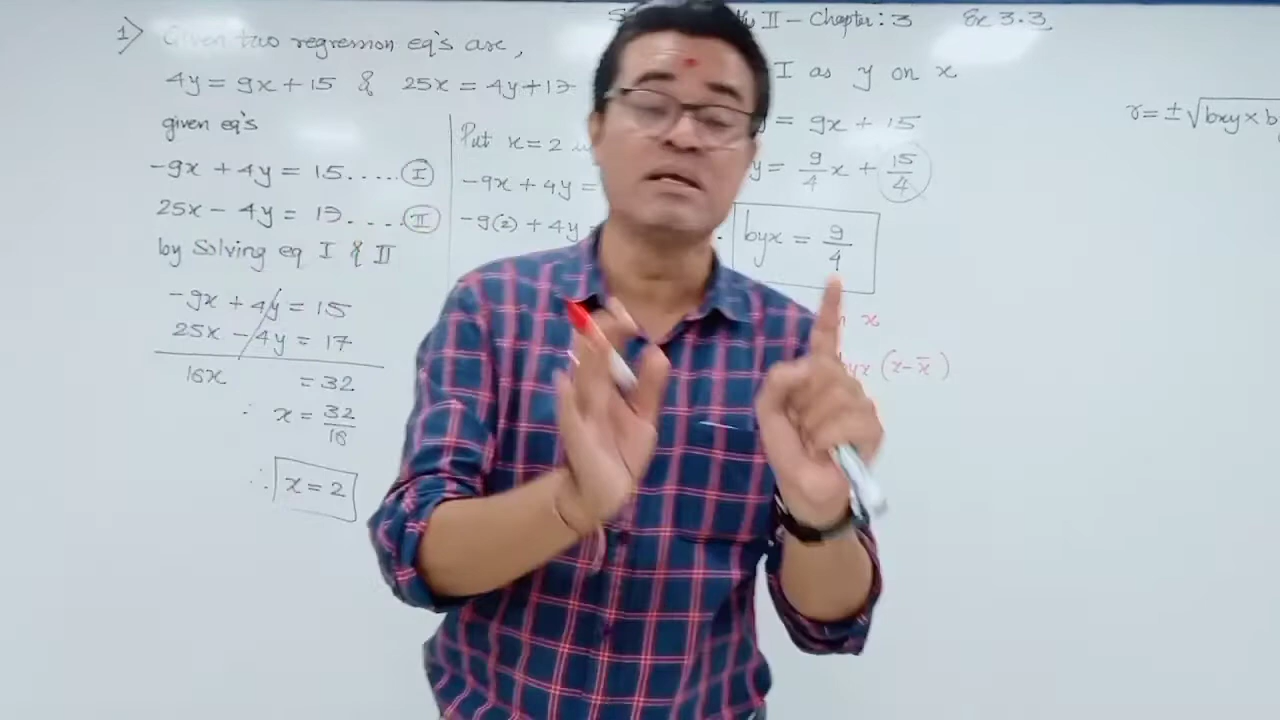 II - Chapter: 3 Ex 3.3
1) Given two regression eq's are,
4y = 9x + 15 & 25x = 4y + 17
given eq's
-9x + 4y = 15 .... I
25x - 4y = 17 .... II
by Solving eq I & II
-9x + 4y = 15
25x - 4y = 17
16x = 32
∴ x = 32/16
∴ x = 2
Put x = 2
-9x + 4y =
-9(2) + 4y
I as y on x
= 9x + 15
y = 9/4 x + 15/4
byx = 9/4
x
byx (x - x̄)
r = ± √bxy × b